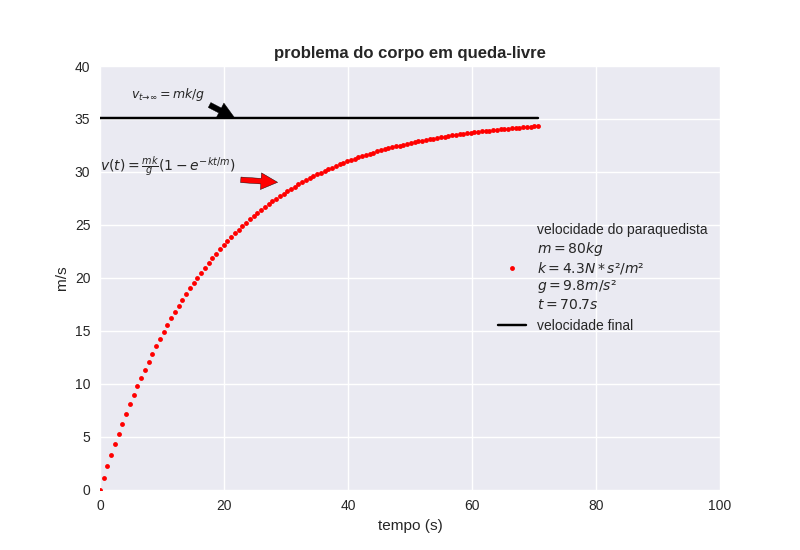 problema do corpo em queda-livre
40
35
30
25
20
15
10
5
0
m/s
v_{t→∞} = mk/g
v(t) = \frac{mk}{g}(1 − e^{−kt/m})
velocidade do paraquedista
m = 80kg
k = 4.3N * s²/m²
g = 9.8m/s²
t = 70.7s
velocidade final
0 20 40 60 80 100
tempo (s)